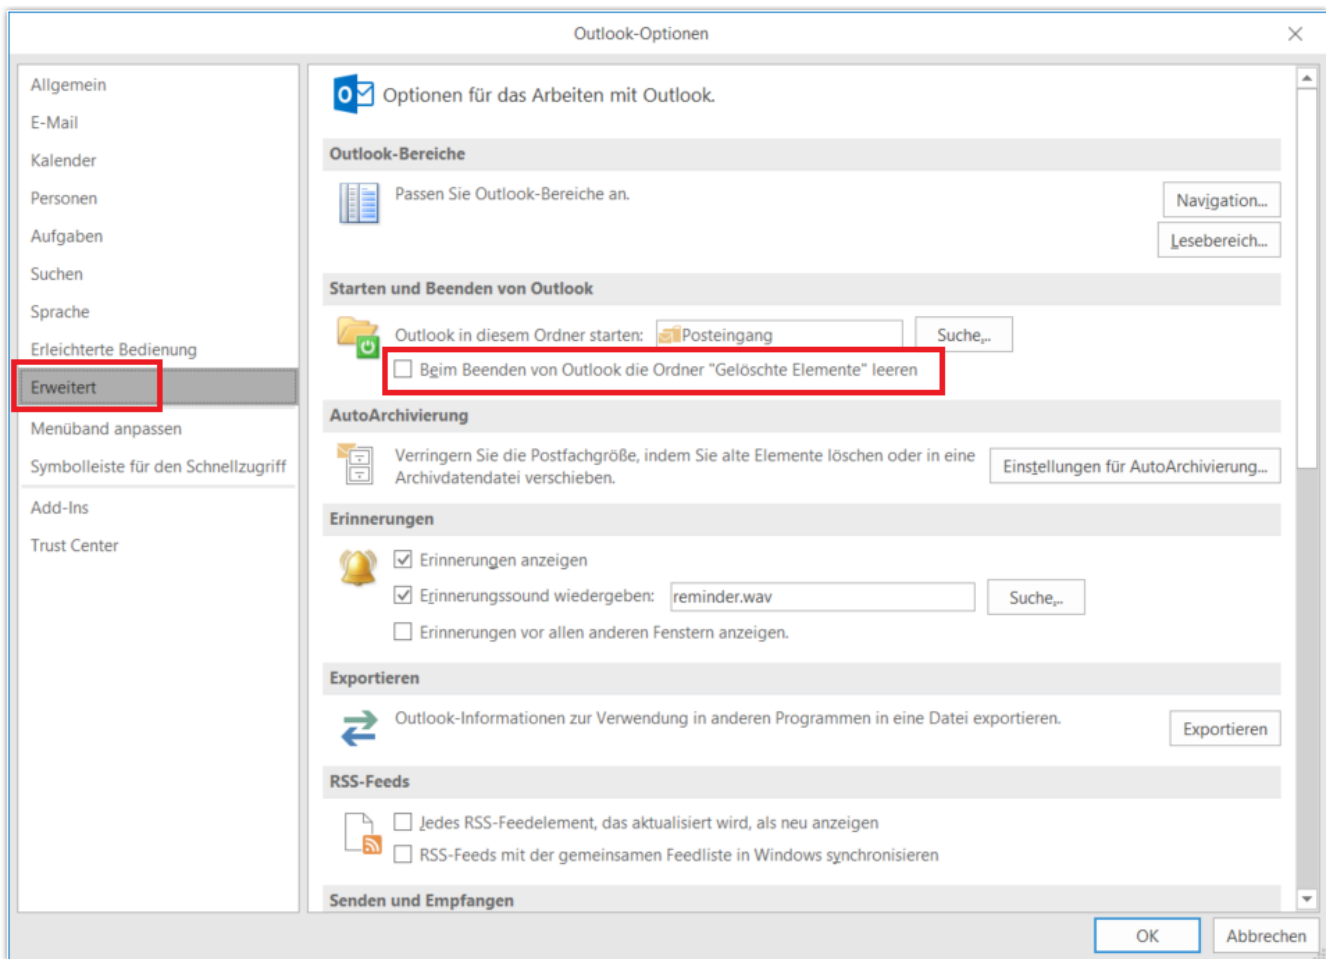 Outlook-Optionen
Allgemein
E-Mail
Kalender
Personen
Aufgaben
Suchen
Sprache
Erleichterte Bedienung
Erweitert
Menüband anpassen
Symbolleiste für den Schnellzugriff
Add-Ins
Trust Center
Optionen für das Arbeiten mit Outlook.
Outlook-Bereiche
Passen Sie Outlook-Bereiche an.
Navigation...
Lesebereich...
Starten und Beenden von Outlook
Outlook in diesem Ordner starten: Posteingang Suche...
Beim Beenden von Outlook die Ordner "Gelöschte Elemente" leeren
AutoArchivierung
Verringern Sie die Postfachgröße, indem Sie alte Elemente löschen oder in eine
Archivdatendatei verschieben.
Einstellungen für AutoArchivierung...
Erinnerungen
Erinnerungen anzeigen
Erinnerungssound wiedergeben: reminder.wav Suche...
Erinnerungen vor allen anderen Fenstern anzeigen.
Exportieren
Outlook-Informationen zur Verwendung in anderen Programmen in eine Datei exportieren.
Exportieren
RSS-Feeds
Jedes RSS-Feedelement, das aktualisiert wird, als neu anzeigen
RSS-Feeds mit der gemeinsamen Feedliste in Windows synchronisieren
Senden und Empfangen
OK Abbrechen